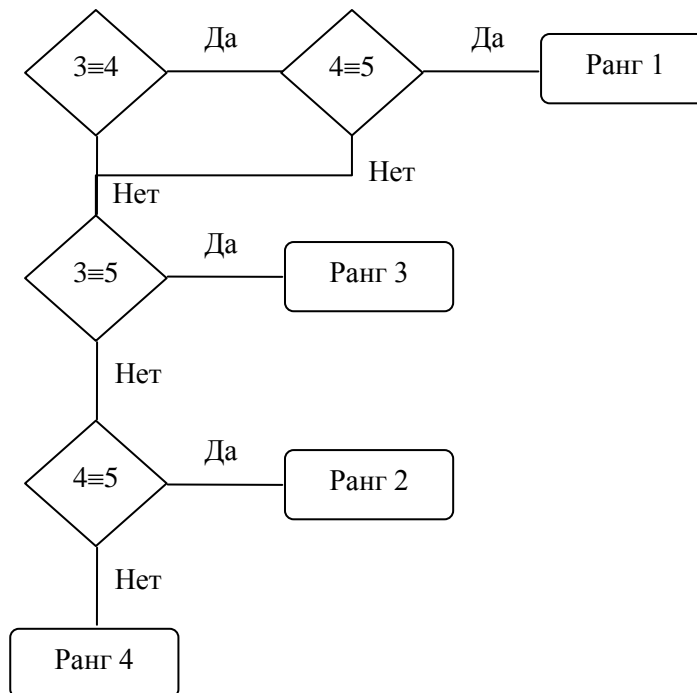 Да
Да
3≡4
4≡5
Ранг 1
Нет
Нет
Да
3≡5
Ранг 3
Нет
Да
4≡5
Ранг 2
Нет
Ранг 4